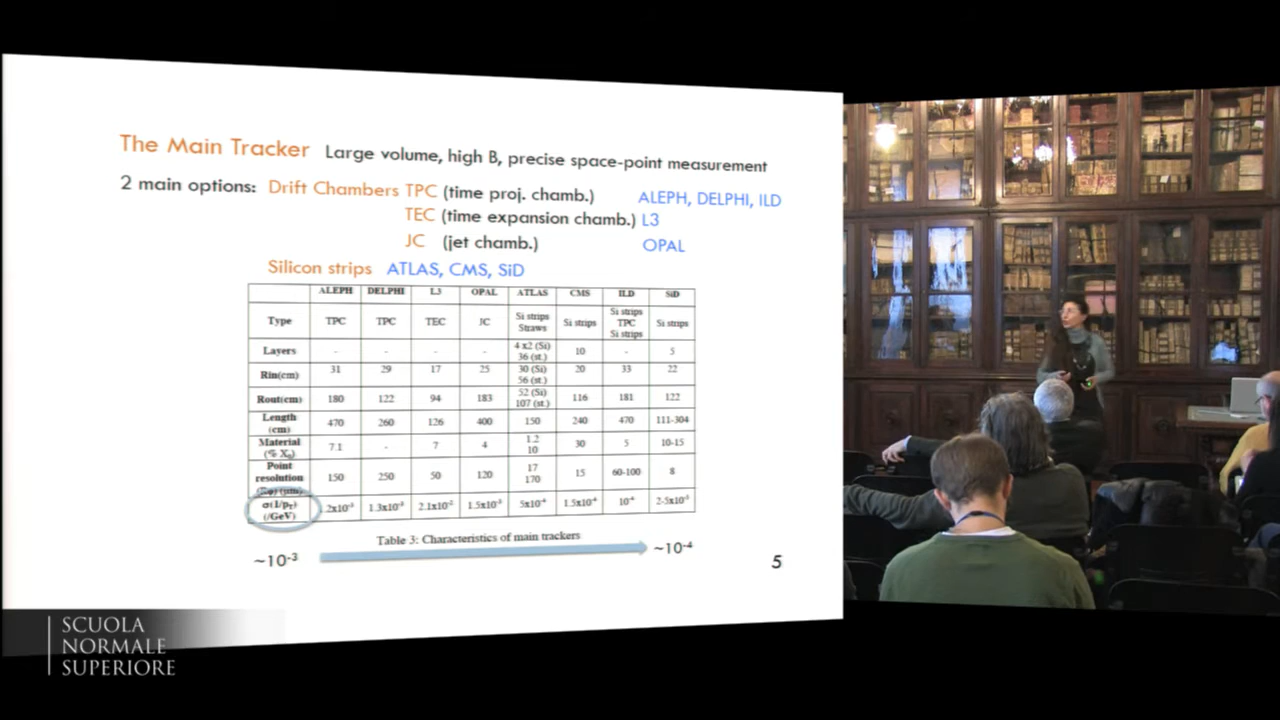 The Main Tracker Large volume, high B, precise space-point measurement
2 main options: Drift Chambers TPC (time proj. chamb.) ALEPH, DELPHI, ILD
TEC (time expansion chamb.) L3
JC (jet chamb.) OPAL
Silicon strips ATLAS, CMS, SiD
ALEPH DELPHI L3 OPAL ATLAS CMS ILD SiD
Type TPC TPC TEC JC Si strips Straws Si strips Si strips TPC Si strips Si strips
Layers - - - - 4 x2 (Si) 36 (st.) 10 - 5
Rin(cm) 31 29 17 25 30 (Si) 56 (st.) 20 33 22
Rout(cm) 180 122 94 183 52 (Si) 107 (st.) 116 181 122
Length (cm) 470 260 126 400 150 240 470 111-304
Material (% X0) 7.1 - 7 4 1.2 10 30 5 10-15
Point resolution (Rφ) (μm) 150 250 50 120 17 170 15 60-100 8
σ(1/pT) (/GeV) .2x10-3 1.3x10-3 2.1x10-2 1.5x10-3 5x10-4 1.5x10-4 10-4
Table 3: Characteristics of main trackers
~10-3 ~10-4
5
SCUOLA
NORMALE
SUPERIORE